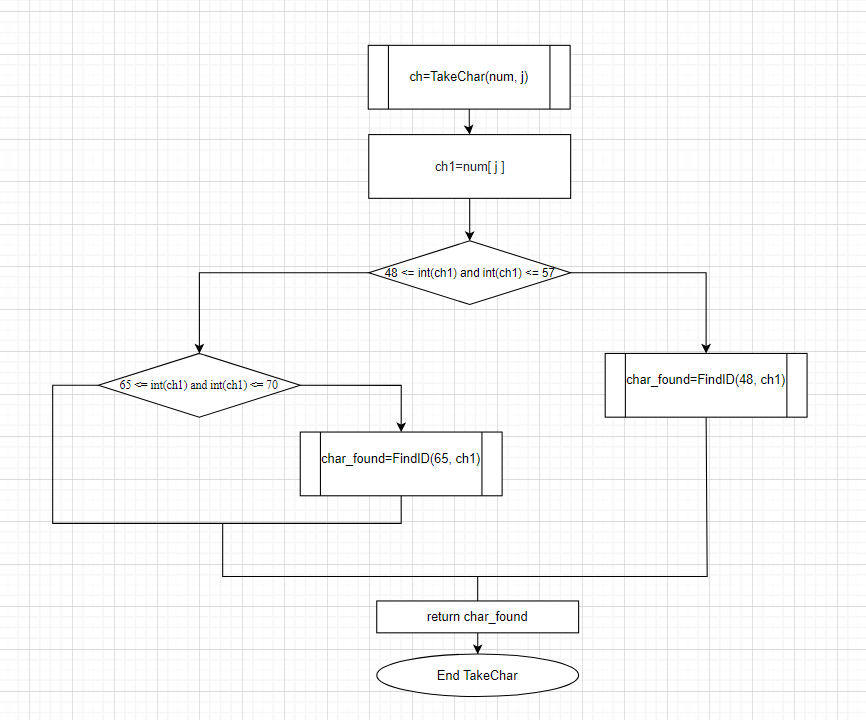 ch=TakeChar(num, j)
ch1=num[ j ]
48 <= int(ch1) and int(ch1) <= 57
65 <= int(ch1) and int(ch1) <= 70
char_found=FindID(48, ch1)
char_found=FindID(65, ch1)
return char_found
End TakeChar